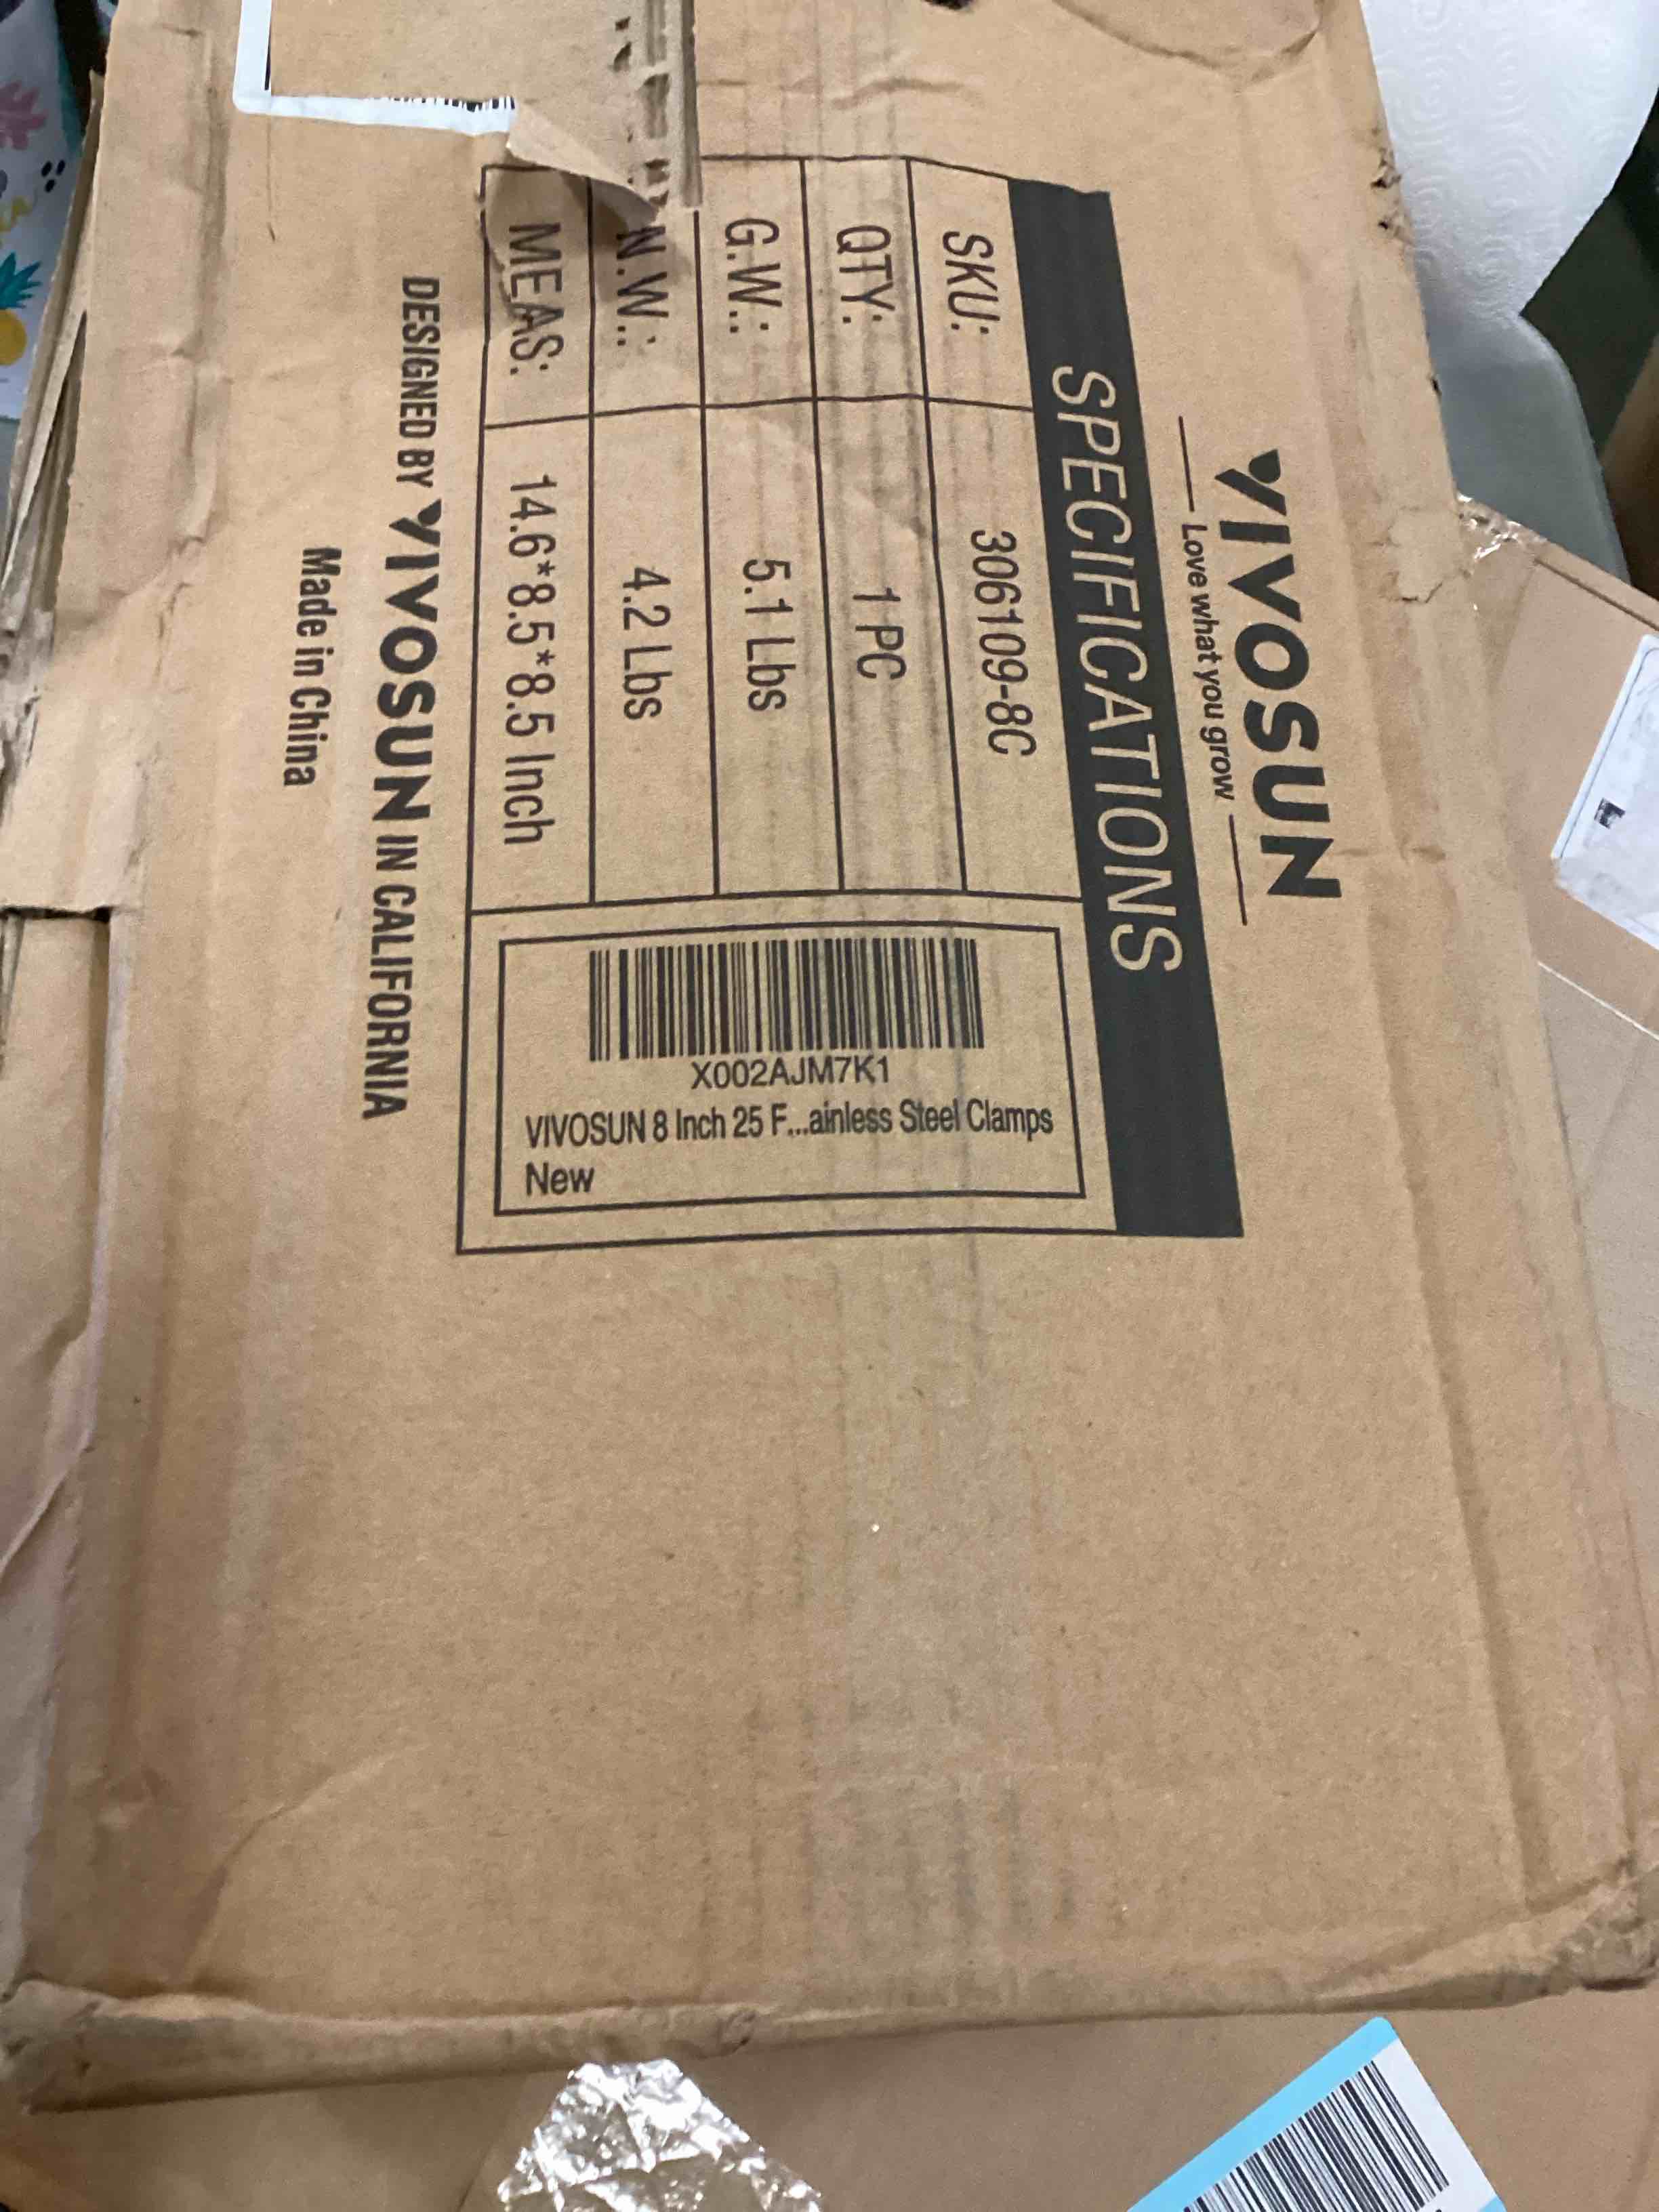 VIVOSUN
Love what you grow
SPECIFICATIONS
SKU: 306109-8C
QTY: 1 PC
G.W.: 5.1 Lbs
N.W.: 4.2 Lbs
MEAS: 14.6*8.5*8.5 Inch
X002AJM7K1
VIVOSUN 8 Inch 25 F...ainless Steel Clamps
New
DESIGNED BY VIVOSUN IN CALIFORNIA
Made in China